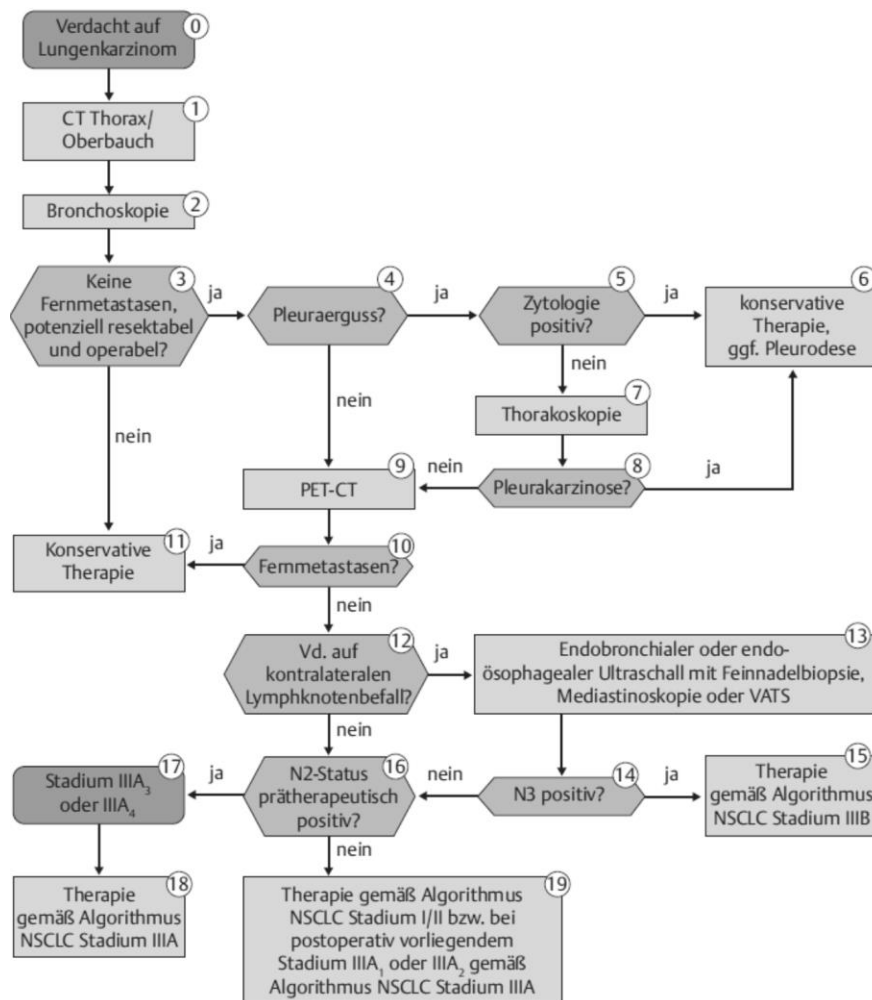 0
Verdacht auf
Lungenkarzinom
1
CT Thorax/
Oberbauch
2
Bronchoskopie
3
Keine
Fernmetastasen,
potenziell resektabel
und operabel?
ja
4
Pleuraerguss?
ja
5
Zytologie
positiv?
ja
6
konservative
Therapie,
ggf. Pleurodese
nein
nein
nein
7
Thorakoskopie
8
Pleurakarzinose?
ja
nein
9
PET-CT
10
Fernmetastasen?
ja
11
Konservative
Therapie
nein
12
Vd. auf
kontralateralen
Lymphknotenbefall?
ja
13
Endobronchialer oder endo-
ösophagealer Ultraschall mit Feinnadelbiopsie,
Mediastinoskopie oder VATS
nein
14
N3 positiv?
ja
15
Therapie
gemäß Algorithmus
NSCLC Stadium IIIB
nein
16
N2-Status
prätherapeutisch
positiv?
ja
17
Stadium IIIA3
oder IIIA4
nein
18
Therapie
gemäß Algorithmus
NSCLC Stadium IIIA
19
Therapie gemäß Algorithmus
NSCLC Stadium I/II bzw. bei
postoperativ vorliegendem
Stadium IIIA1 oder IIIA2 gemäß
Algorithmus NSCLC Stadium IIIA